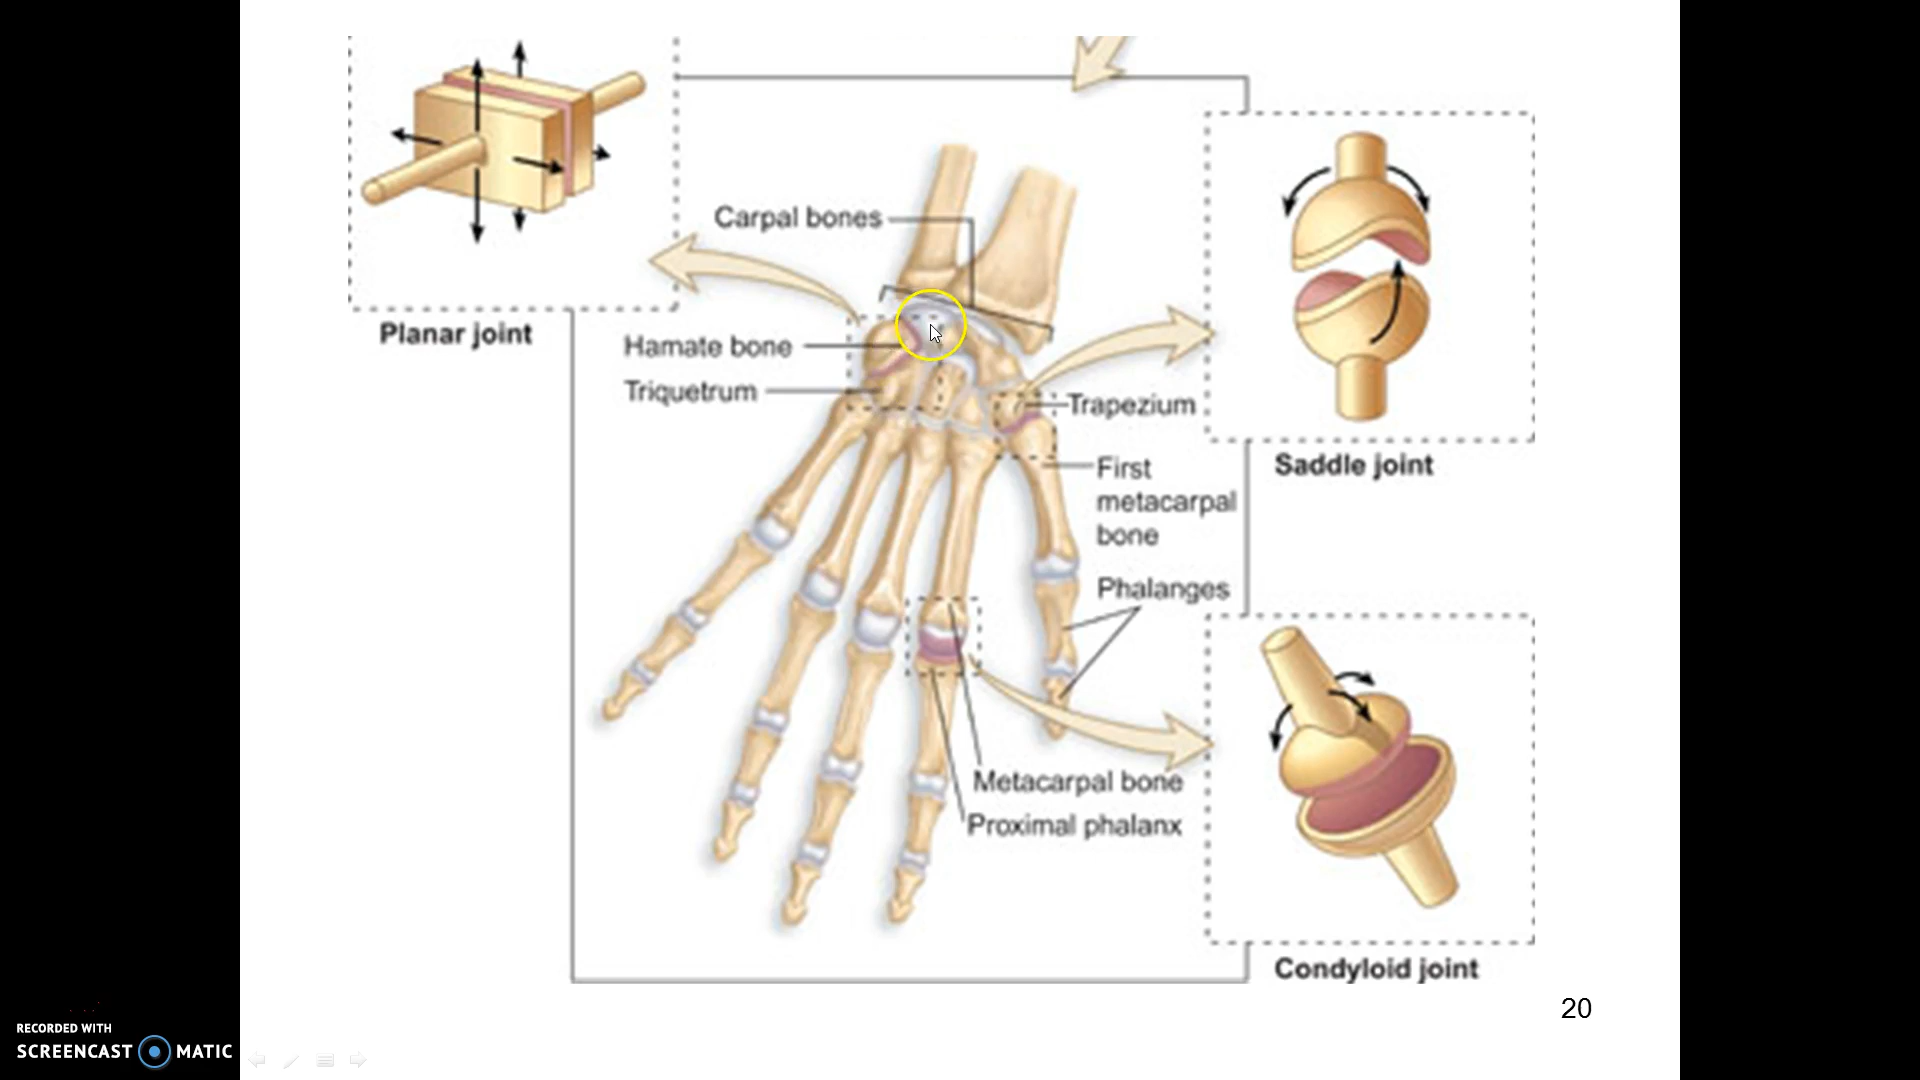 Carpal bones
Planar joint
Hamate bone
Triquetrum
Trapezium
Saddle joint
First
metacarpal
bone
Phalanges
Metacarpal bone
Proximal phalanx
Condyloid joint
20
RECORDED WITH
SCREENCAST MATIC